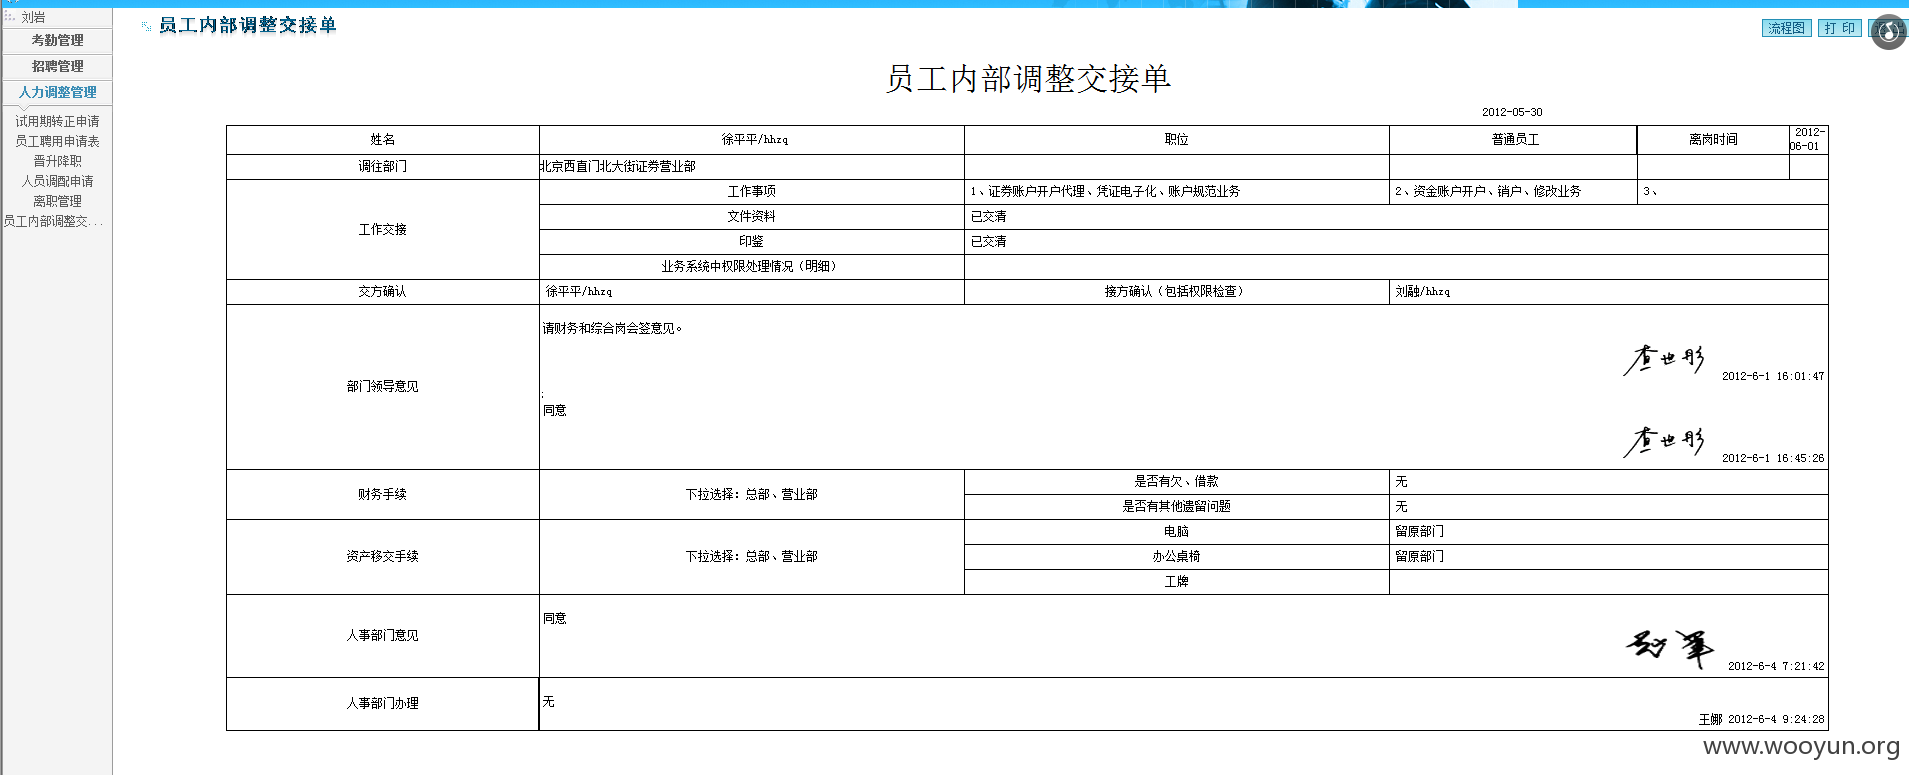 刘岩
员工内部调整交接单
流程图 打 印
考勤管理
招聘管理
人力调整管理
试用期转正申请
员工聘用申请表
晋升降职
人员调配申请
离职管理
员工内部调整交...
员工内部调整交接单
2012-05-30
姓名 徐平平/hhzq 职位 普通员工 离岗时间 2012-06-01
调往部门 北京西直门北大街证券营业部
工作交接
工作事项 1、证券账户开户代理、凭证电子化、账户规范业务 2、资金账户开户、销户、修改业务 3、
文件资料 已交清
印鉴 已交清
业务系统中权限处理情况（明细）
交方确认 徐平平/hhzq 接方确认（包括权限检查） 刘融/hhzq
部门领导意见
请财务和综合岗会签意见。
查世彤
2012-6-1 16:01:47
;
同意
查世彤
2012-6-1 16:45:26
财务手续 下拉选择：总部、营业部
是否有欠、借款 无
是否有其他遗留问题 无
资产移交手续 下拉选择：总部、营业部
电脑 留原部门
办公桌椅 留原部门
工牌
人事部门意见
同意
2012-6-4 7:21:42
人事部门办理
无
王娜 2012-6-4 9:24:28
www.wooyun.org